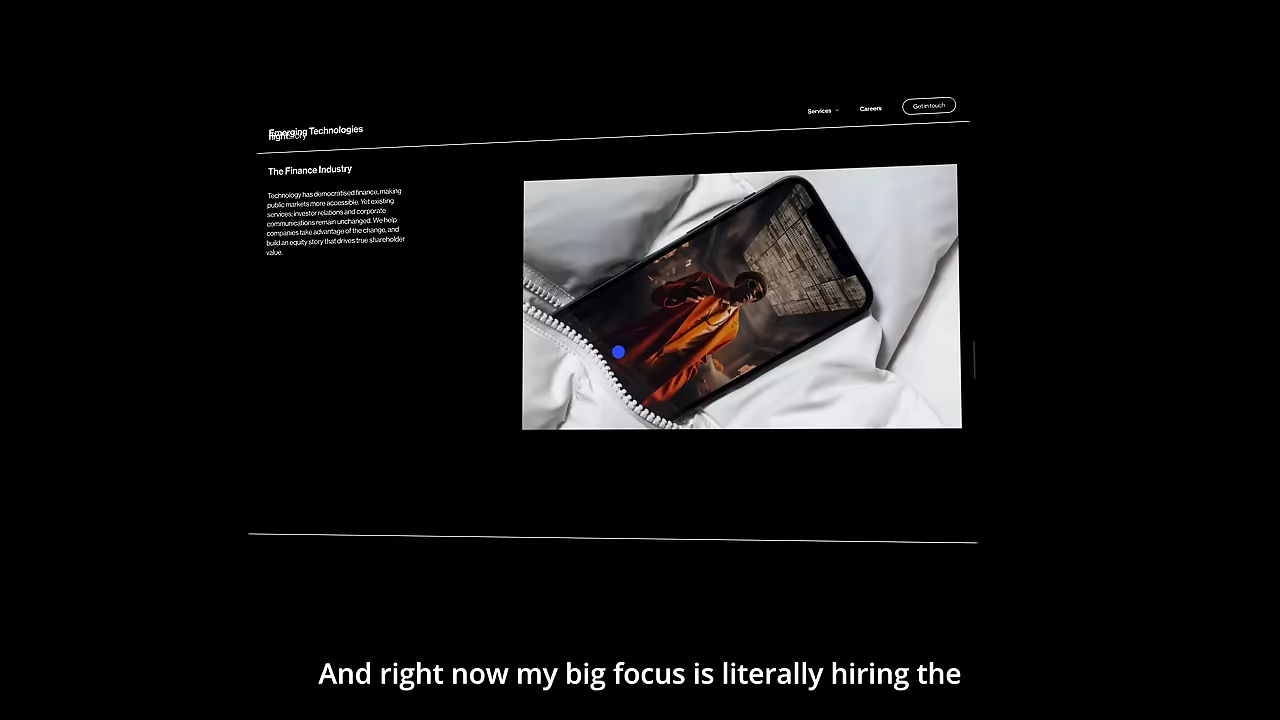 Services
Careers
Get in touch
Emerging Technologies
The Finance Industry
Technology has democratised finance, making
public markets more accessible. Yet existing
services; investor relations and corporate
communications remain unchanged. We help
companies take advantage of the change, and
build an equity story that drives true shareholder
value.
And right now my big focus is literally hiring the